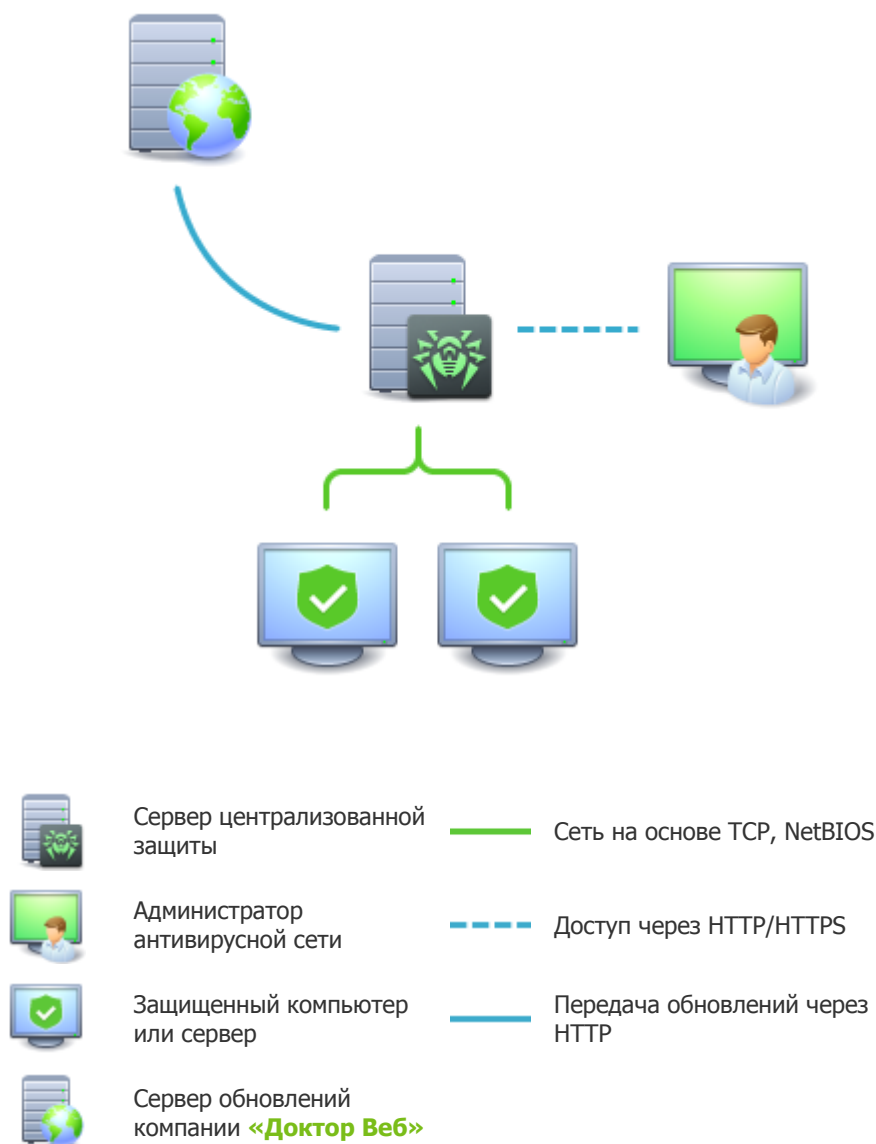 Сервер централизованной
защиты
Сеть на основе TCP, NetBIOS
Администратор
антивирусной сети
Доступ через HTTP/HTTPS
Защищенный компьютер
или сервер
Передача обновлений через
HTTP
Сервер обновлений
компании «Доктор Веб»